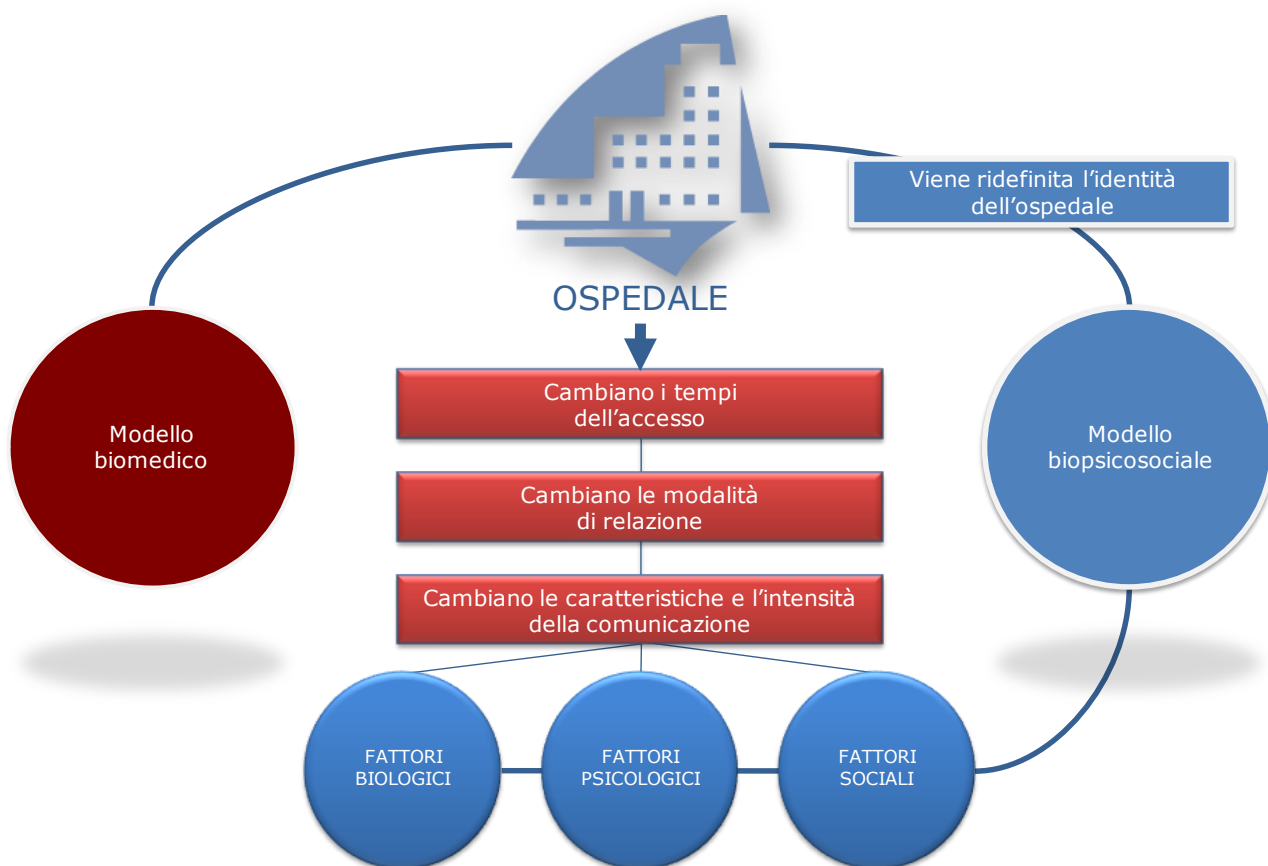 Viene ridefinita l’identità
dell’ospedale
OSPEDALE
Modello
biomedico
Cambiano i tempi
dell’accesso
Cambiano le modalità
di relazione
Cambiano le caratteristiche e l’intensità
della comunicazione
Modello
biopsicosociale
FATTORI
BIOLOGICI
FATTORI
PSICOLOGICI
FATTORI
SOCIALI